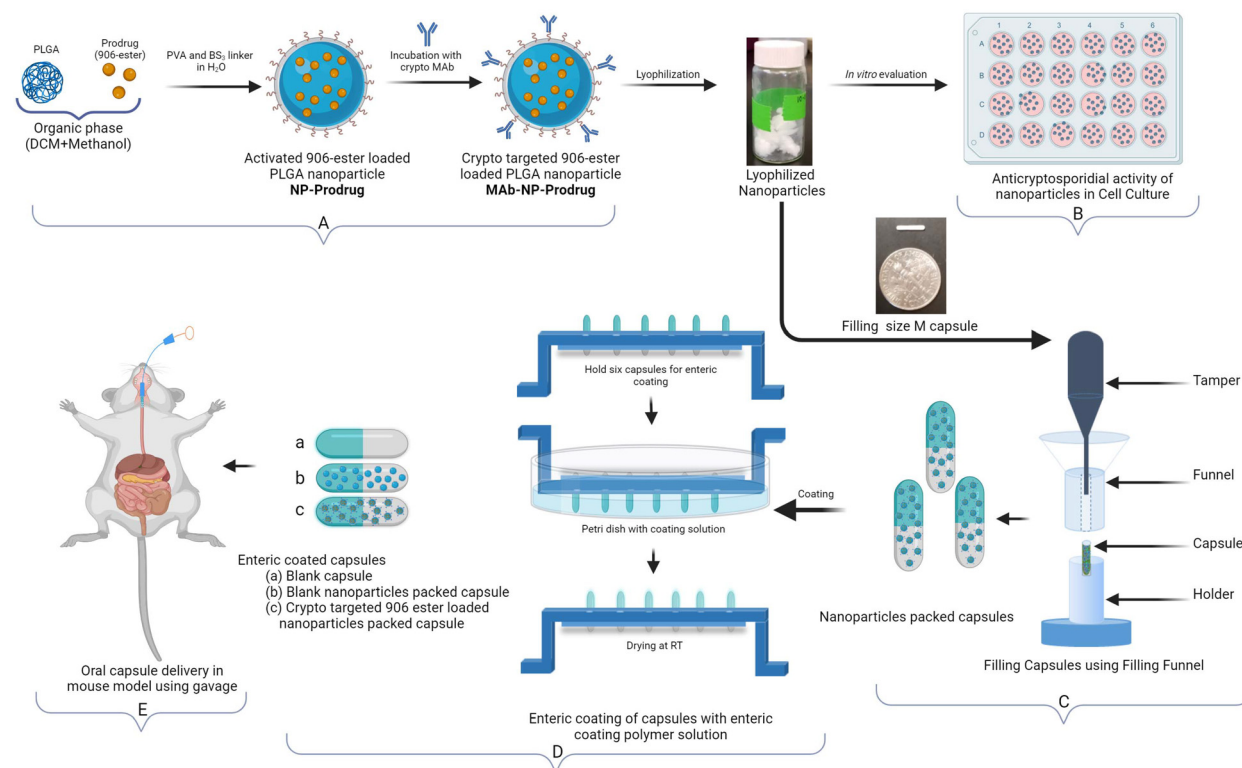 PLGA
Prodrug
(906-ester)
Organic phase
(DCM+Methanol)
PVA and BS₃ linker
in H₂O
Activated 906-ester loaded
PLGA nanoparticle
NP-Prodrug
Incubation with
crypto MAb
Crypto targeted 906-ester
loaded PLGA nanoparticle
MAb-NP-Prodrug
A
Lyophilization
Lyophilized
Nanoparticles
In vitro evaluation
1 2 3 4 5 6
A
B
C
D
Anticryptosporidial activity of
nanoparticles in Cell Culture
B
Filling size M capsule
Tamper
Funnel
Capsule
Holder
Filling Capsules using Filling Funnel
Nanoparticles packed capsules
C
Hold six capsules for enteric
coating
Coating
Petri dish with coating solution
Drying at RT
Enteric coating of capsules with enteric
coating polymer solution
a
b
c
Enteric coated capsules
(a) Blank capsule
(b) Blank nanoparticles packed capsule
(c) Crypto targeted 906 ester loaded
nanoparticles packed capsule
D
Oral capsule delivery in
mouse model using gavage
E